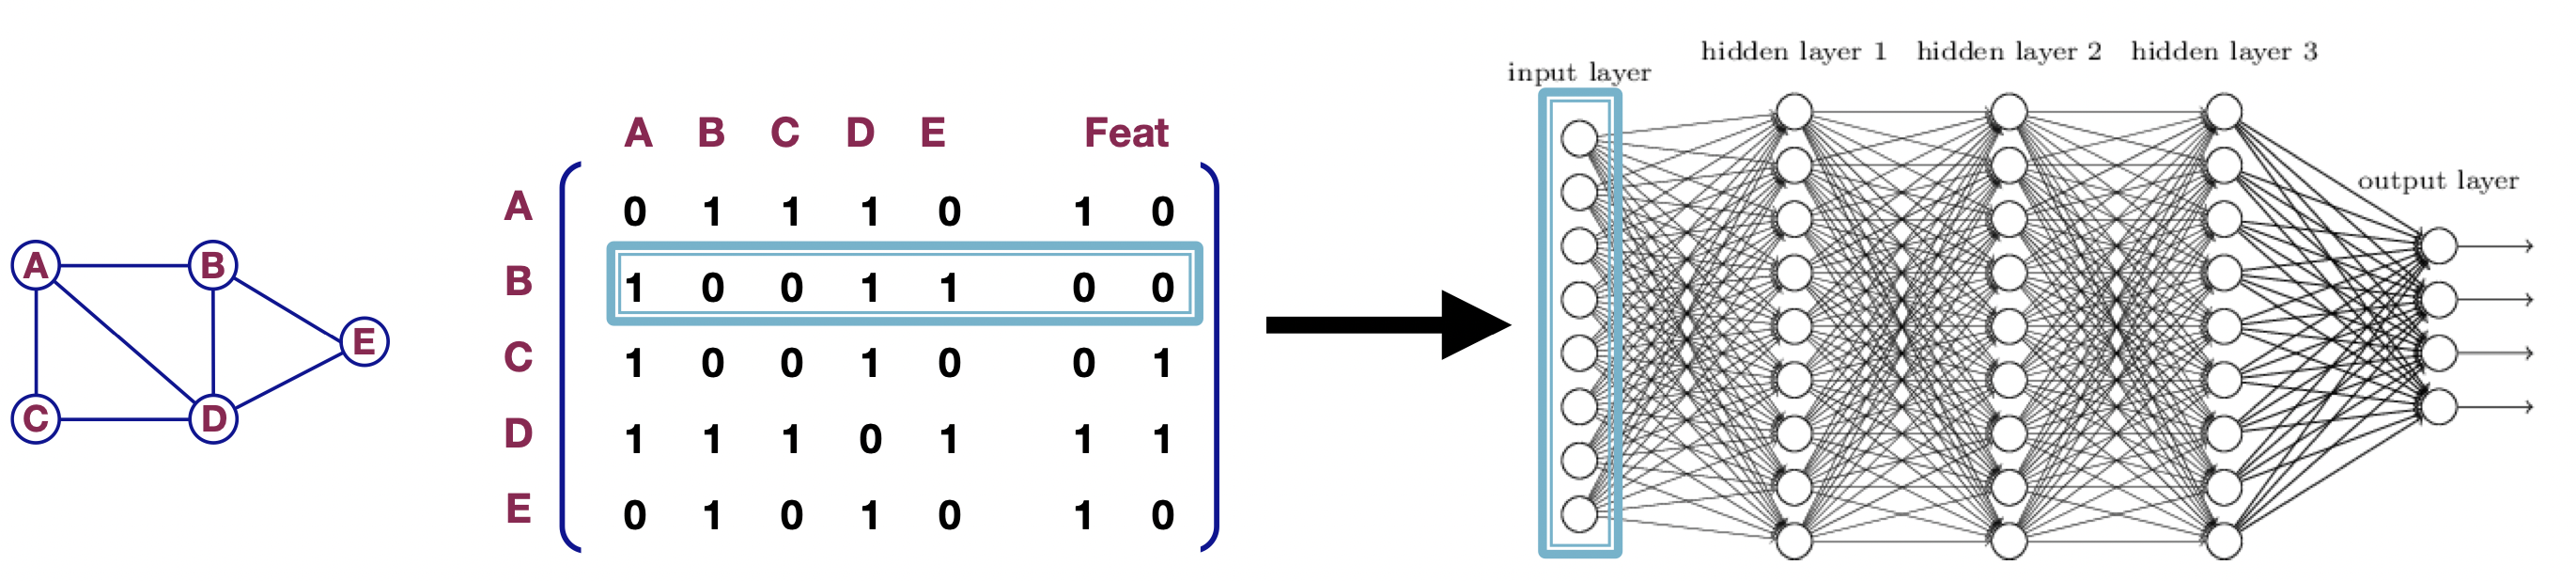 A B E C D
A B C D E Feat
A 0 1 1 1 0 1 0
B 1 0 0 1 1 0 0
C 1 0 0 1 0 0 1
D 1 1 1 0 1 1 1
E 0 1 0 1 0 1 0
input layer
hidden layer 1 hidden layer 2 hidden layer 3
output layer